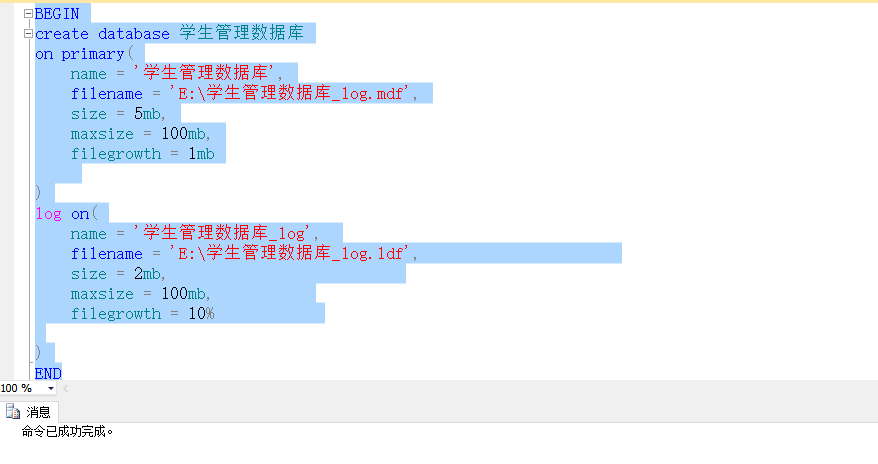 BEGIN
create database 学生管理数据库
on primary(
name = '学生管理数据库',
filename = 'E:\学生管理数据库_log.mdf',
size = 5mb,
maxsize = 100mb,
filegrowth = 1mb
)
log on(
name = '学生管理数据库_log',
filename = 'E:\学生管理数据库_log.ldf',
size = 2mb,
maxsize = 100mb,
filegrowth = 10%
)
END
100 %
消息
命令已成功完成。